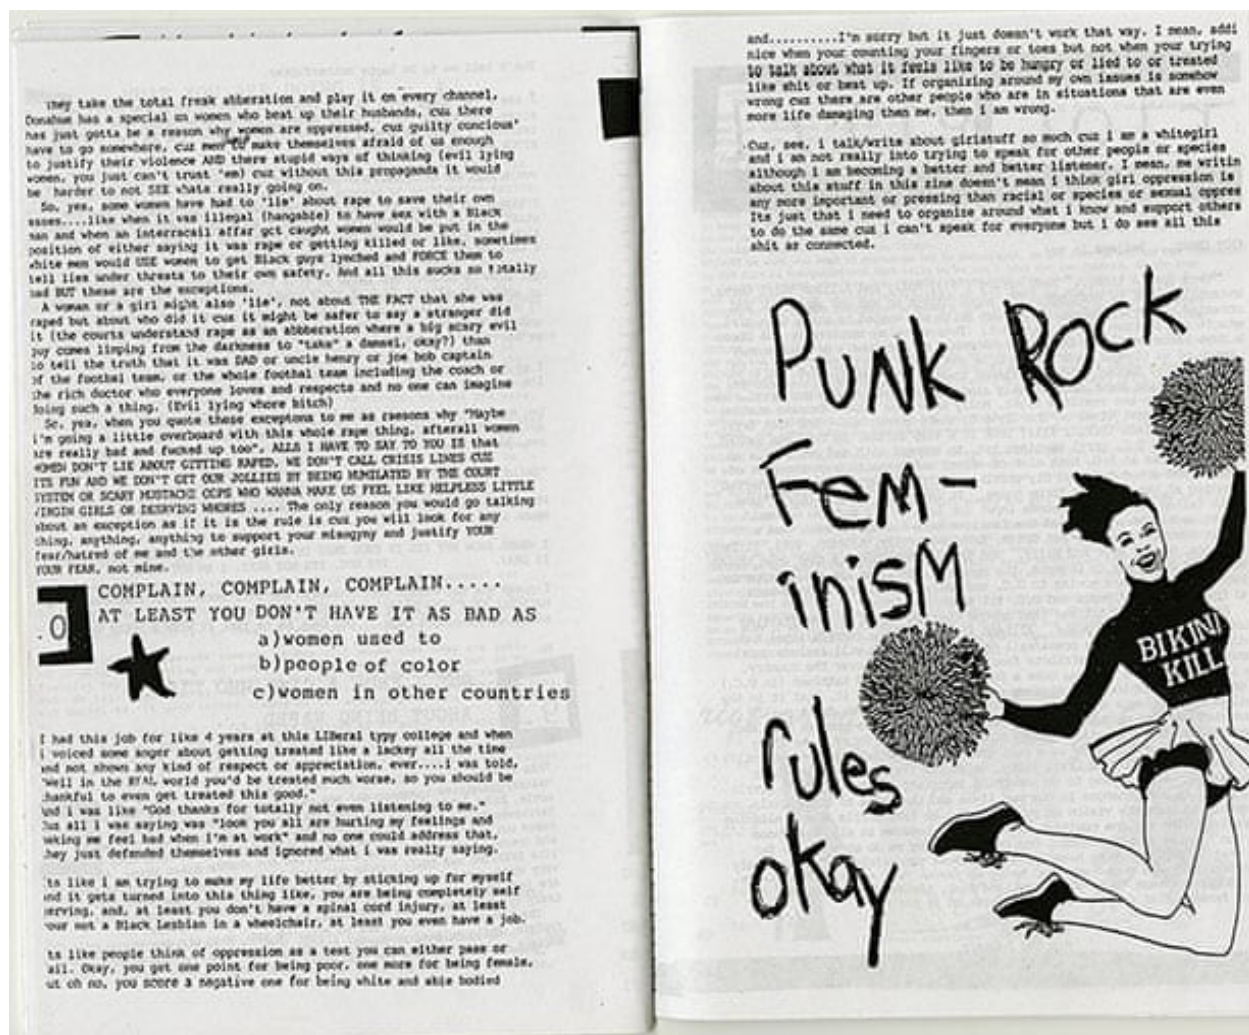 They take the total freak abberation and play it on every channel,
Donahue has a special on women who beat up their husbands, cuz there
has just gotta be a reason why women are oppressed, cuz guilty concious'
have to go somewhere, cuz men make themselves afraid of us enough
to justify their violence AND there stupid ways of thinking (evil lying
women, you just can't trust 'em) cuz without this propaganda it would
be harder to not SEE whats really going on.
So, yes, some women have had to 'lie' about rape to save their own
asses....like when it was illegal (hangable) to have sex with a Black
man and when an interracail affar got caught women would be put in the
position of either saying it was rape or getting killed or like, sometimes
white men would USE women to get Black guys lynched and FORCE them to
tell lies under threats to their own safety. And all this sucks so totally
bad BUT these are the exceptions.
A woman or a girl might also 'lie', not about THE FACT that she was
raped but about who did it cuz it might be safer to say a stranger did
it (the courts understand rape as an abbberation where a big scary evil
guy comes limping from the darkness to "take" a damsel, okay?) than
to tell the truth that it was DAD or uncle henry or joe bob captain
of the footbal team, or the whole footbal team including the coach or
the rich doctor who everyone loves and respects and no one can imagine
doing such a thing. (Evil lying whore bitch)
So, yea, when you quote these exceptons to me as raesons why "Maybe
i'm going a little overboard with this whole rape thing, afterall women
are really bad and fucked up too", ALLS I HAVE TO SAY TO YOU IS that
WOMEN DON'T LIE ABOUT GITTING RAPED, WE DON'T CALL CRISIS LINES CUZ
ITS FUN AND WE DON'T GET OUR JOLLIES BY BEING HUMILATED BY THE COURT
SYSTEM OR SCARY MUSTACHE COPS WHO WANNA MAKE US FEEL LIKE HELPLESS LITTLE
VIRGIN GIRLS OR DESERVING WHORES .... The only reason you would go talking
about an exception as if it is the rule is cuz you will look for any
thing, anything, anything to support your misogyny and justify YOUR
fear/hatred of me and the other girls.
YOUR FEAR, not mine.
COMPLAIN, COMPLAIN, COMPLAIN.....
AT LEAST YOU DON'T HAVE IT AS BAD AS
a)women used to
b)people of color
c)women in other countries
I had this job for like 4 years at this LIBeral typy college and when
i voiced some anger about getting treated like a lackey all the time
and not shown any kind of respect or appreciation, ever....i was told,
"well in the REAL world you'd be treated much worse, so you should be
thankful to even get treated this good."
and i was like "God thanks for totally not even listening to me."
Cuz all i was saying was "look you all are hurting my feelings and
making me feel bad when i'm at work" and no one could address that,
they just defended themselves and ignored what i was really saying.
Its like i am trying to make my life better by sticking up for myself
and it gets turned into this thing like, you are being completely self
serving, and, at least you don't have a spinal cord injury, at least
your not a Black Lesbian in a wheelchair, at least you even have a job.
Its like people think of oppression as a test you can either pass or
fail. Okay, you get one point for being poor, one more for being female,
but oh no, you score a negative one for being white and able bodied
and..........I'm sorry but it just doesn't work that way. I mean, addi
nice when your counting your fingers or toes but not when your trying
to talk about what it feels like to be hungry or lied to or treated
like shit or beat up. If organizing around my own issues is somehow
wrong cuz there are other people who are in situations that are even
more life damaging then me, then i am wrong.
Cuz, see, i talk/write about girlstuff so much cuz i am a whitegirl
and i am not really into trying to speak for other people or species
although i am becoming a better and better listener. I mean, me writin
about this stuff in this zine doesn't mean i think girl oppression is
any more important or pressing than racial or species or sexual oppres
Its just that i need to organize around what i know and support others
to do the same cuz i can't speak for everyone but i do see all this
shit as connected.
PUNK ROCK
Fem-
inisM
rules
okay
BIKINI
KILL